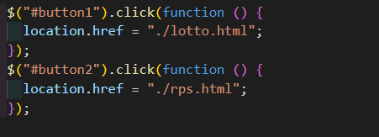 $("#button1").click(function () {
  location.href = "./lotto.html";
});
$("#button2").click(function () {
  location.href = "./rps.html";
});